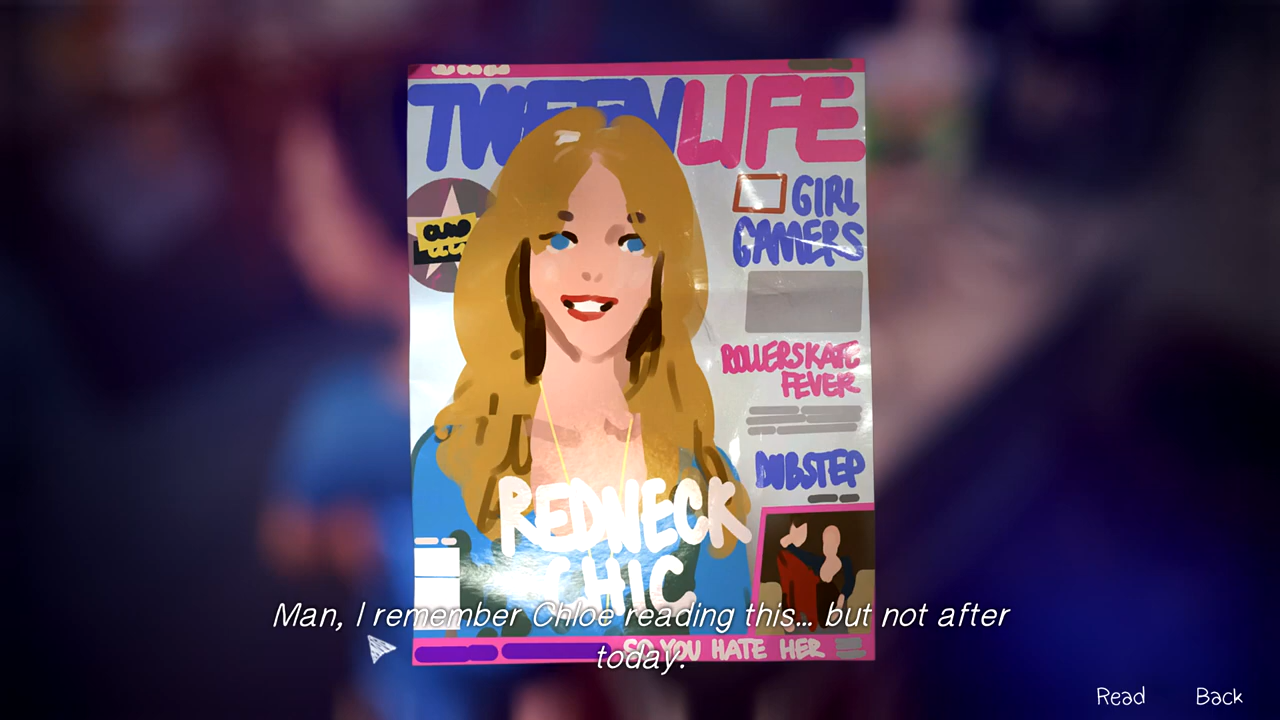 TWEENLIFE
GIRL
GAMERS
ROLLERSKATE
FEVER
DUBSTEP
REDNECK
CHIC
Man, I remember Chloe reading this... but not after
today.
SO YOU HATE HER
Read Back